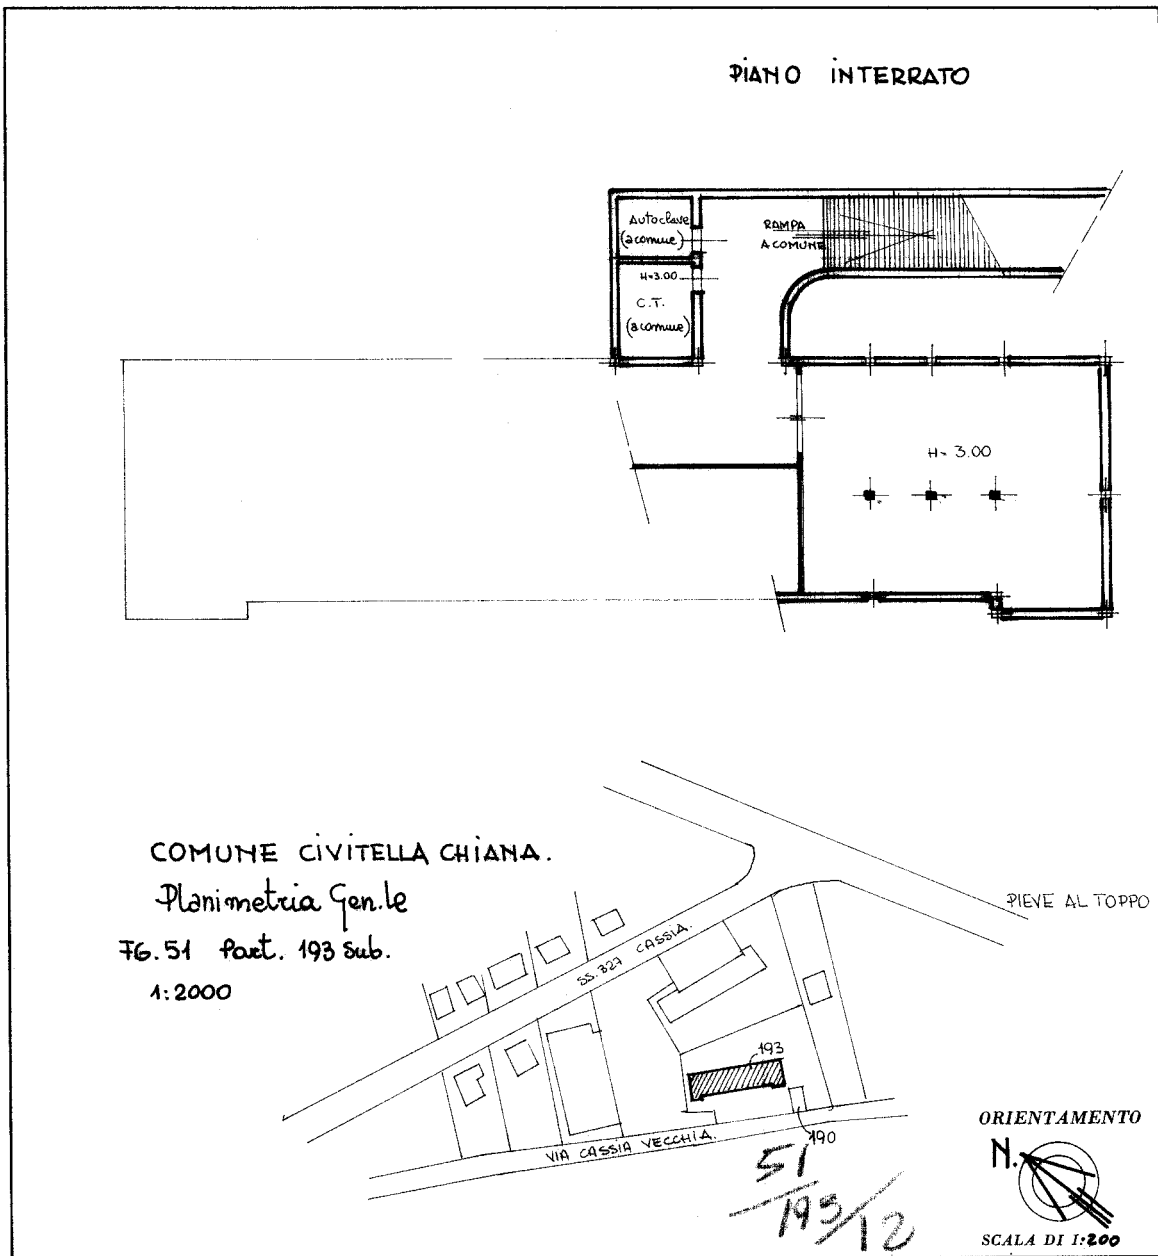 PIANO INTERRATO
Autoclave
(a comune)
RAMPA
A COMUNE
H=3.00
C.T.
(a comune)
H= 3.00
COMUNE CIVITELLA CHIANA.
Planimetria Gen.le
FG. 51 Part. 193 sub.
1:2000
PIEVE AL TOPPO
SS. 327 CASSIA.
193
190
VIA CASSIA VECCHIA.
51
193/12
ORIENTAMENTO
N.
SCALA DI 1:200